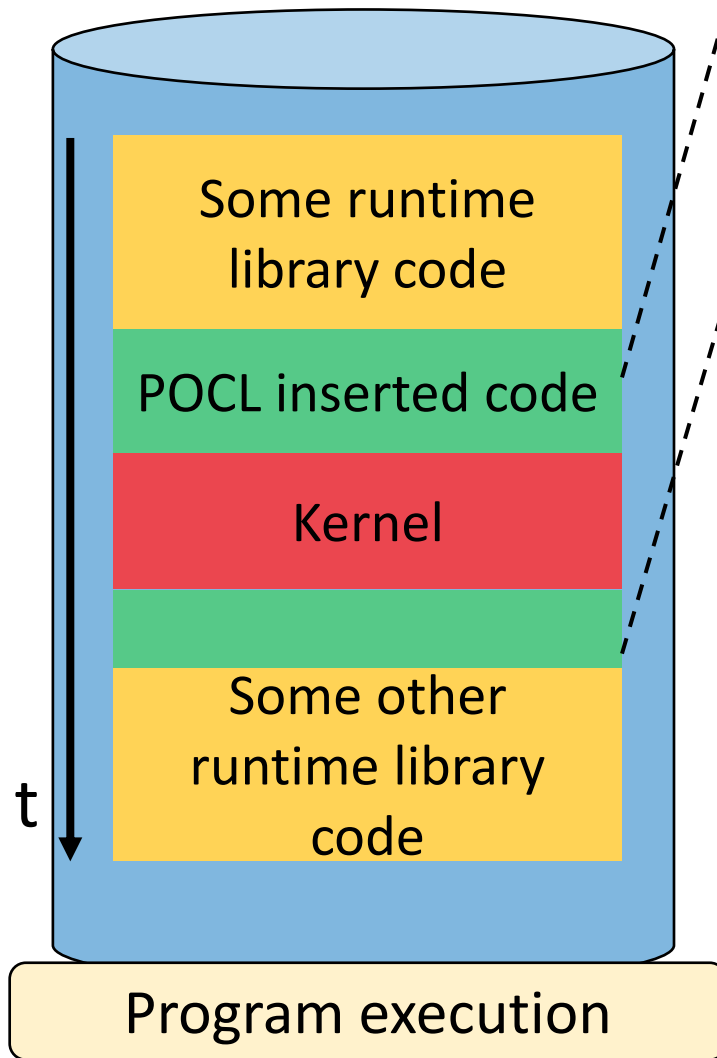 Some runtime
library code
POCL inserted code
Kernel
Some other
runtime library
code
t
Program execution